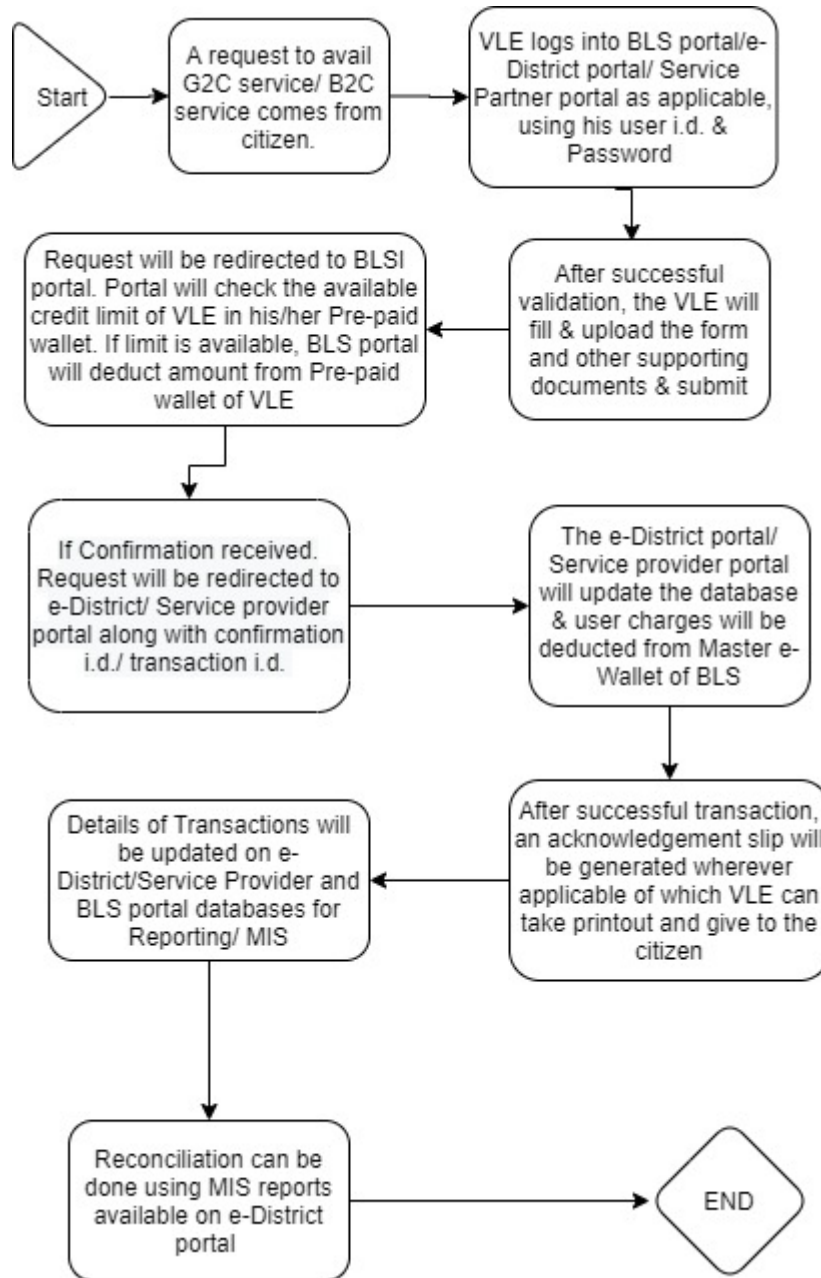 Start
A request to avail
G2C service/ B2C
service comes from
citizen.
VLE logs into BLS portal/e-
District portal/ Service
Partner portal as applicable,
using his user i.d. &
Password
After successful
validation, the VLE will
fill & upload the form
and other supporting
documents & submit
Request will be redirected to BLSI
portal. Portal will check the available
credit limit of VLE in his/her Pre-paid
wallet. If limit is available, BLS portal
will deduct amount from Pre-paid
wallet of VLE
If Confirmation received.
Request will be redirected to
e-District/ Service provider
portal along with confirmation
i.d./ transaction i.d.
The e-District portal/
Service provider portal
will update the database
& user charges will be
deducted from Master e-
Wallet of BLS
After successful transaction,
an acknowledgement slip will
be generated wherever
applicable of which VLE can
take printout and give to the
citizen
Details of Transactions will
be updated on e-
District/Service Provider and
BLS portal databases for
Reporting/ MIS
Reconciliation can be
done using MIS reports
available on e-District
portal
END